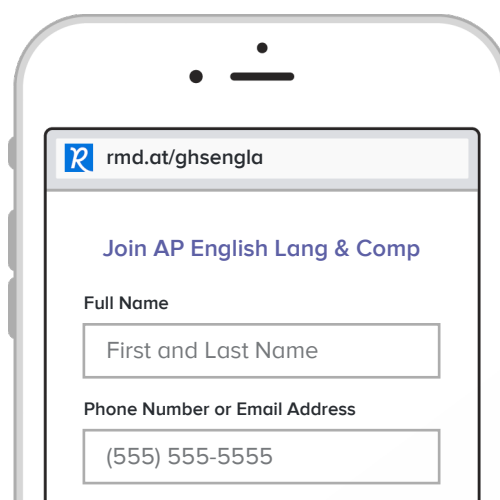 R rmd.at/ghsengla
Join AP English Lang & Comp
Full Name
First and Last Name
Phone Number or Email Address
(555) 555-5555